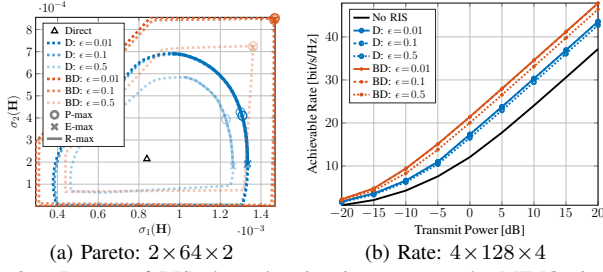 ·10⁻⁴
8
7
6
5
4
3
2
1
0
σ₂(H)
Direct
D: ϵ = 0.01
D: ϵ = 0.1
D: ϵ = 0.5
BD: ϵ = 0.01
BD: ϵ = 0.1
BD: ϵ = 0.5
P-max
E-max
R-max
0.4 0.6 0.8 1 1.2 1.4
σ₁(H) ·10⁻³
(a) Pareto: 2×64×2
Achievable Rate [bit/s/Hz]
40
30
20
10
No RIS
D: ϵ = 0.01
D: ϵ = 0.1
D: ϵ = 0.5
BD: ϵ = 0.01
BD: ϵ = 0.1
BD: ϵ = 0.5
−20 −15 −10 −5 0 5 10 15 20
Transmit Power [dB]
(b) Rate: 4×128×4